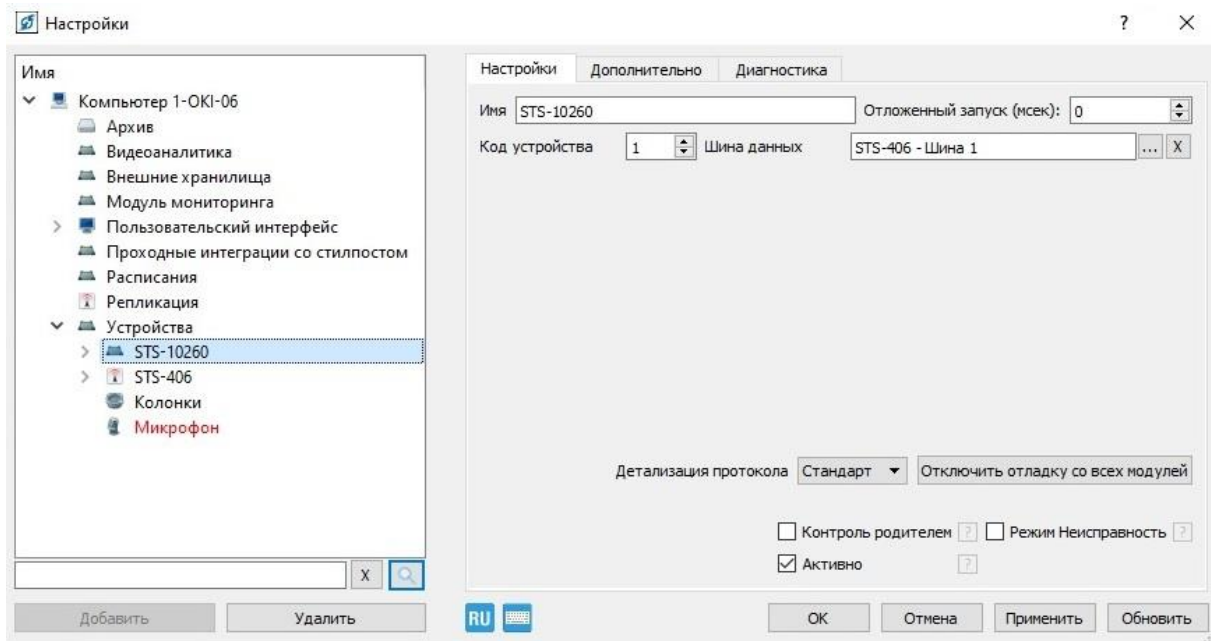 Настройки
? X
Имя
Компьютер 1-OKI-06
Архив
Видеоаналитика
Внешние хранилища
Модуль мониторинга
Пользовательский интерфейс
Проходные интеграции со стилпостом
Расписания
Репликация
Устройства
STS-10260
STS-406
Колонки
Микрофон
X
Добавить Удалить
Настройки Дополнительно Диагностика
Имя STS-10260 Отложенный запуск (мсек): 0
Код устройства 1 Шина данных STS-406 - Шина 1 ... X
Детализация протокола Стандарт Отключить отладку со всех модулей
Контроль родителем ? Режим Неисправность ?
Активно ?
RU OK Отмена Применить Обновить